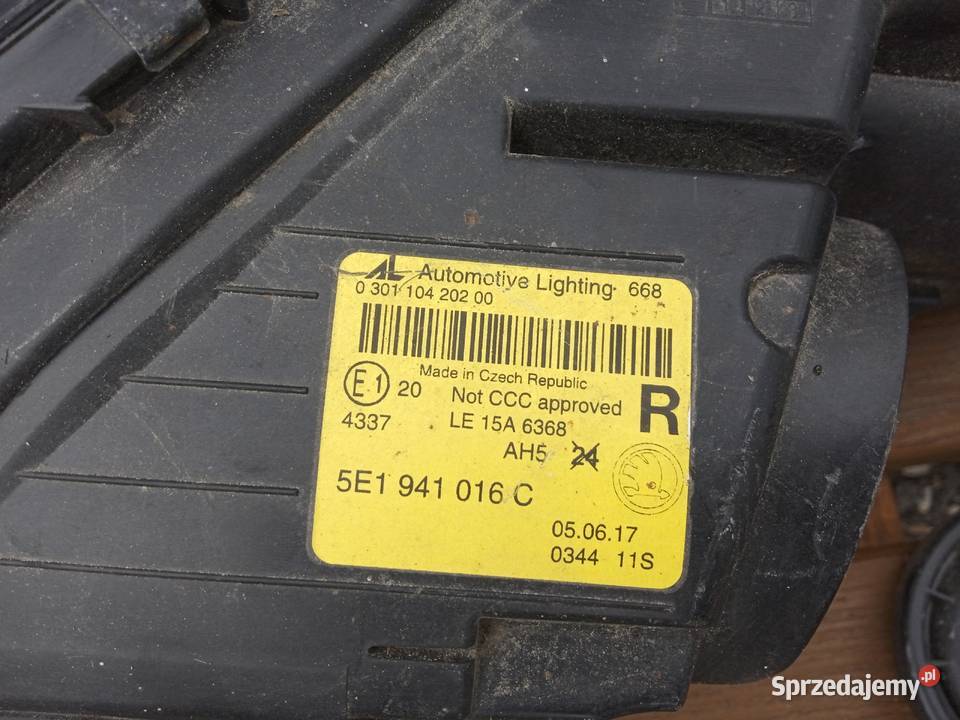 AL Automotive Lighting 668
0 301 104 202 00
Made in Czech Republic
E1 20 Not CCC approved R
4337 LE 15A 6368
AH5 24
5E1 941 016 C
05.06.17
0344 11S
Sprzedajemy.pl